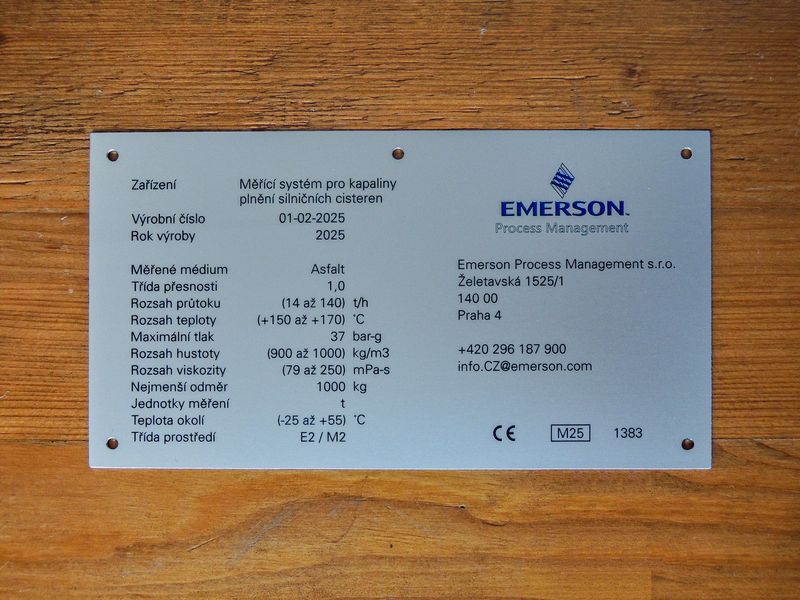 Zařízení Měřící systém pro kapaliny
plnění silničních cisteren
Výrobní číslo 01-02-2025
Rok výroby 2025
Měřené médium Asfalt
Třída přesnosti 1,0
Rozsah průtoku (14 až 140) t/h
Rozsah teploty (+150 až +170) °C
Maximální tlak 37 bar-g
Rozsah hustoty (900 až 1000) kg/m3
Rozsah viskozity (79 až 250) mPa-s
Nejmenší odměr 1000 kg
Jednotky měření t
Teplota okolí (-25 až +55) °C
Třída prostředí E2 / M2
EMERSON™
Process Management
Emerson Process Management s.r.o.
Želetavská 1525/1
140 00
Praha 4
+420 296 187 900
info.CZ@emerson.com
CE M25 1383